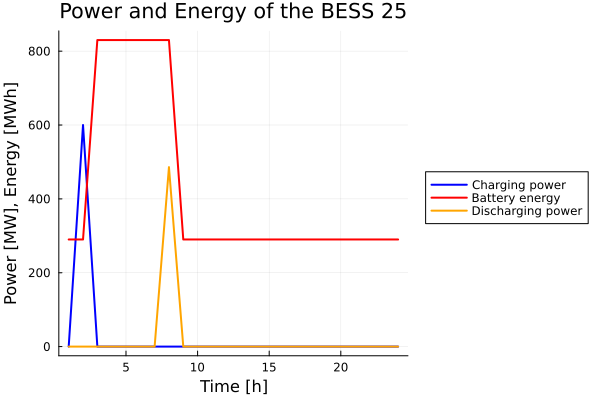 Power and Energy of the BESS 25
Power [MW], Energy [MWh]
800
600
400
200
0
5
10
15
20
Time [h]
Charging power
Battery energy
Discharging power